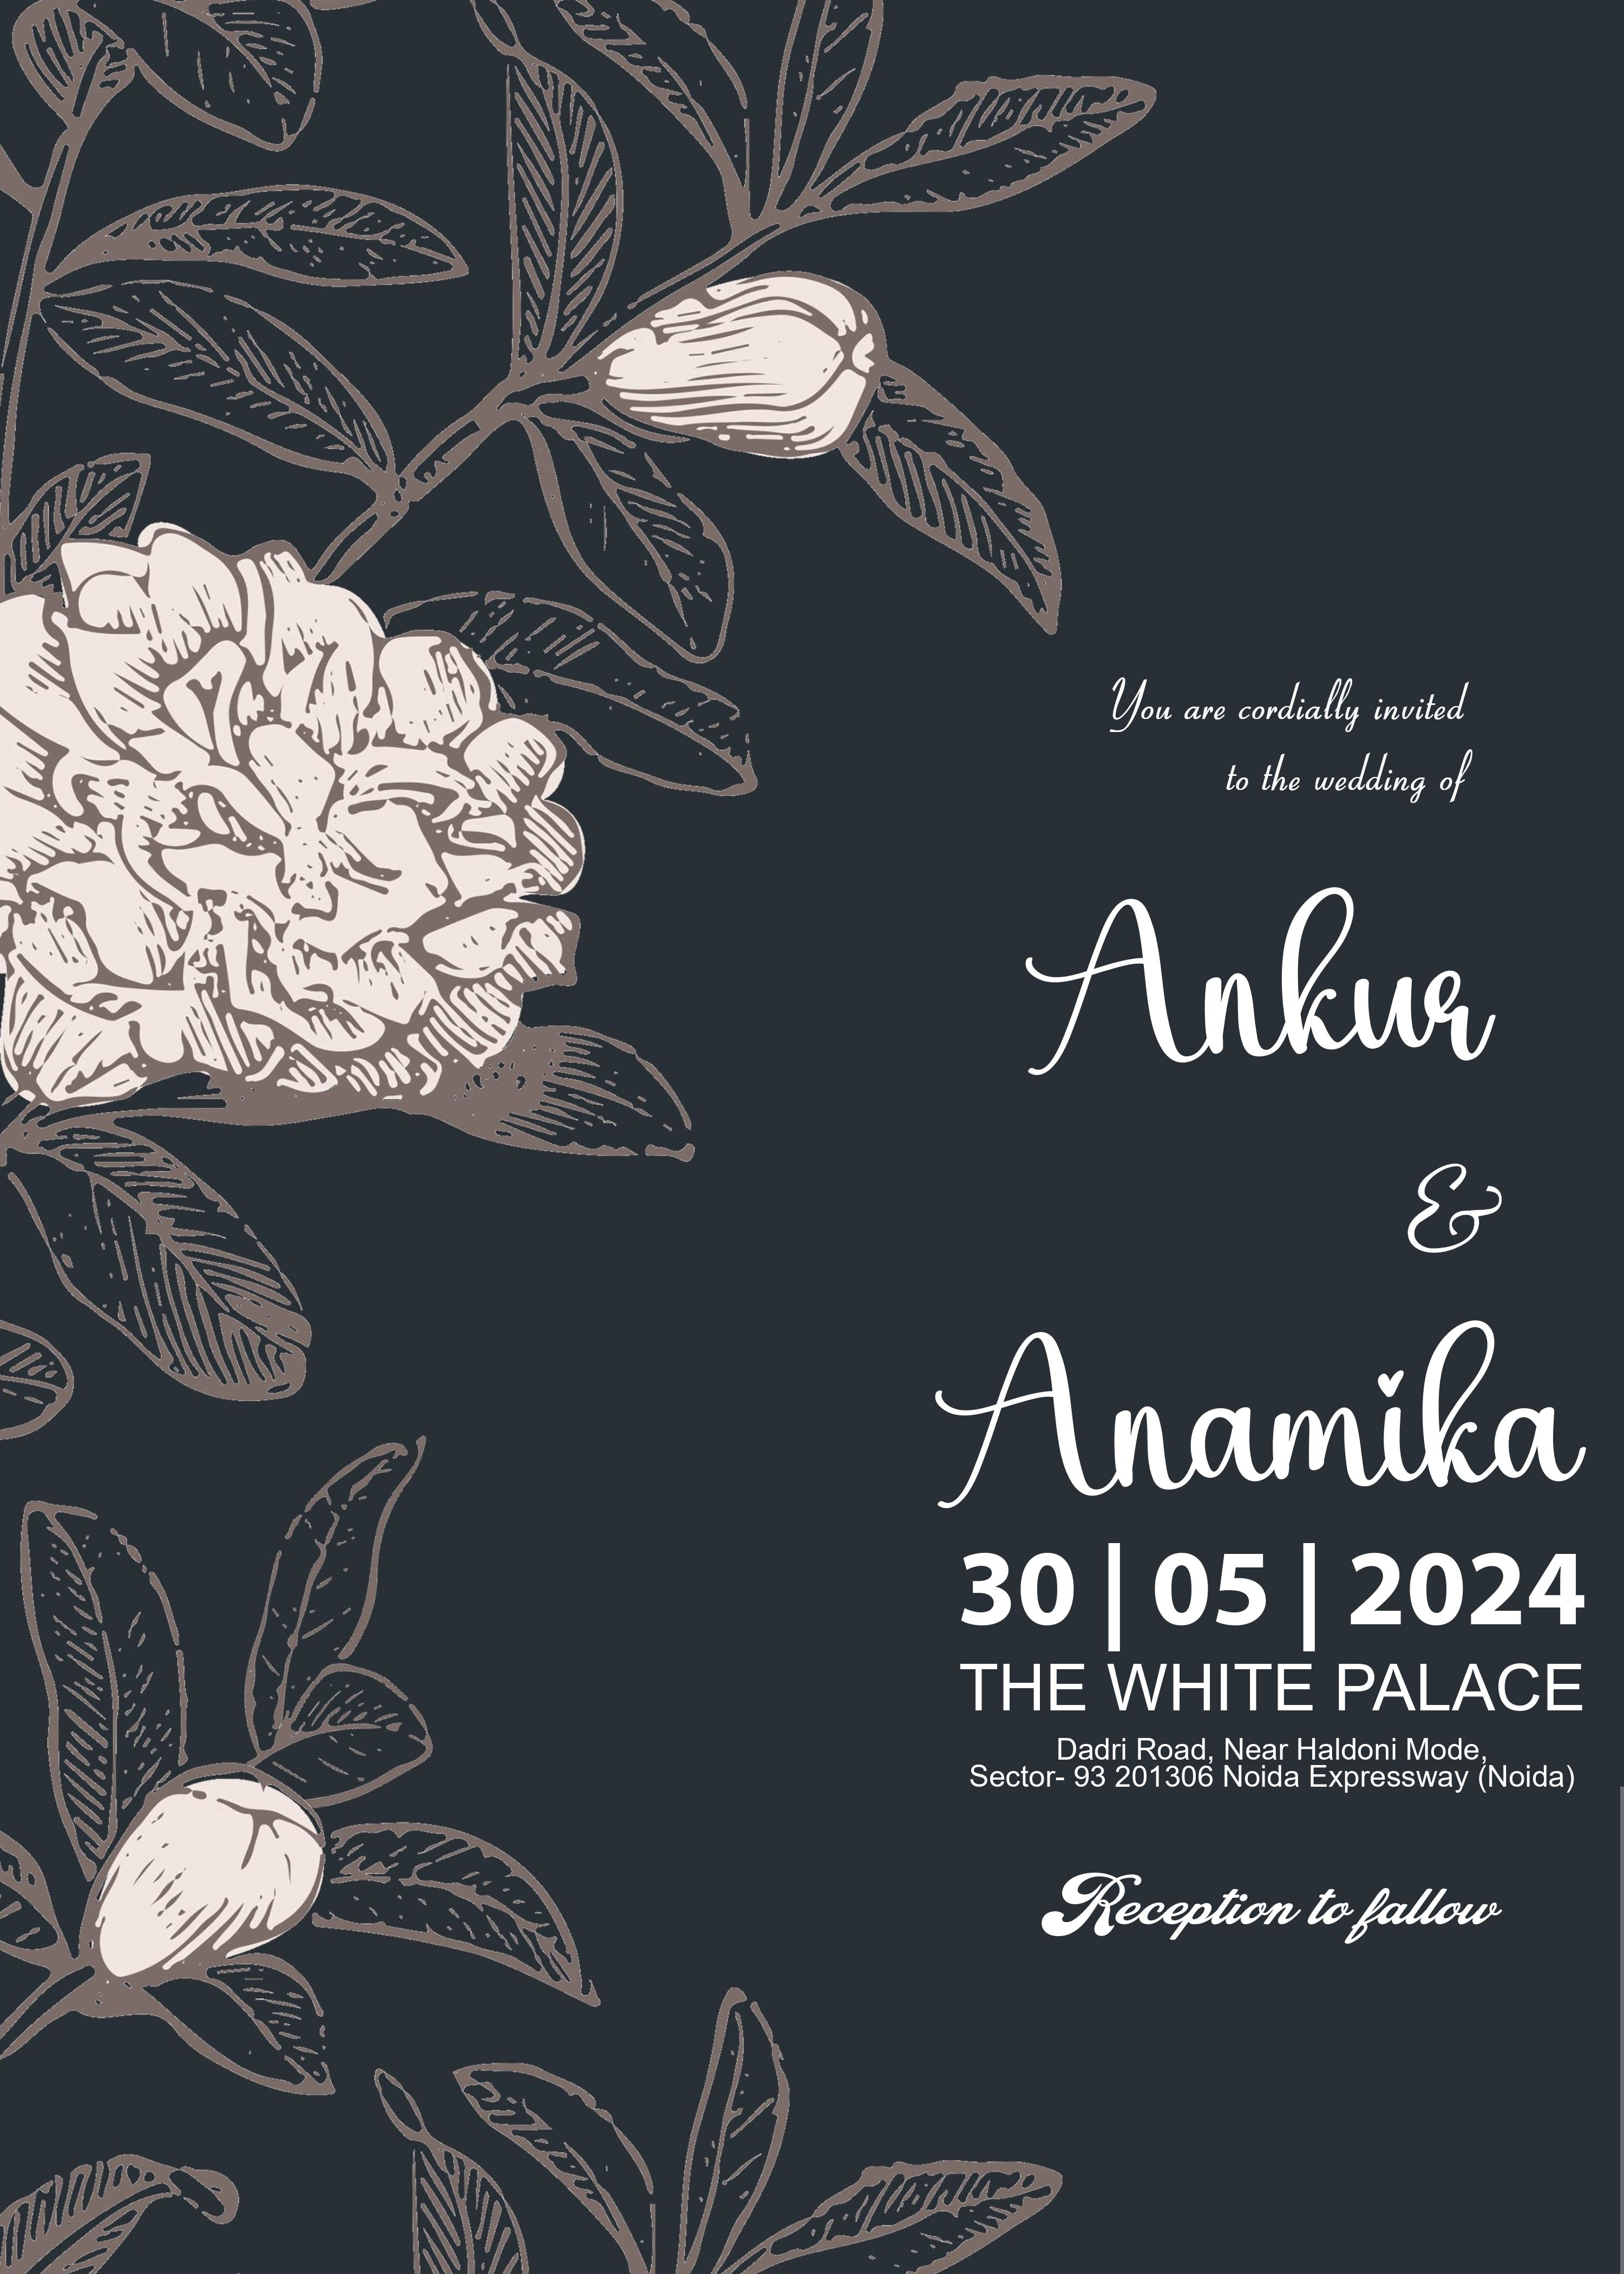 You are cordially invited
to the wedding of
Ankur
&
Anamika
30 | 05 | 2024
THE WHITE PALACE
Dadri Road, Near Haldoni Mode,
Sector- 93 201306 Noida Expressway (Noida)
Reception to fallow